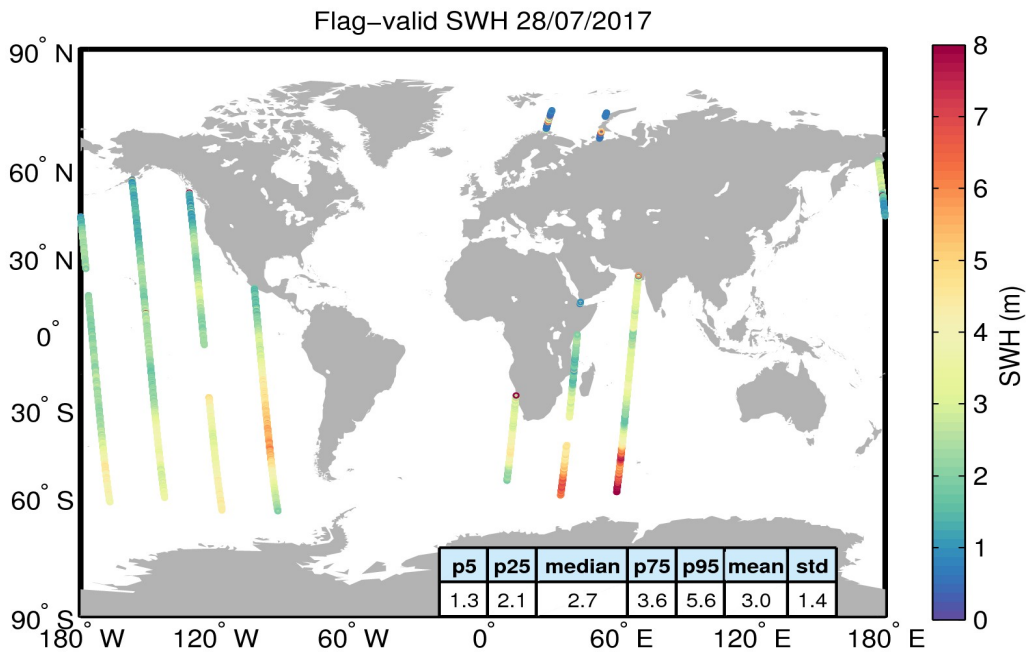 Flag−valid SWH 28/07/2017
90° N
60° N
30° N
0°
30° S
60° S
90° S
180° W
120° W
60° W
0°
60° E
120° E
180° E
p5 p25 median p75 p95 mean std
1.3 2.1 2.7 3.6 5.6 3.0 1.4
8
7
6
5
4
3
2
1
0
SWH (m)